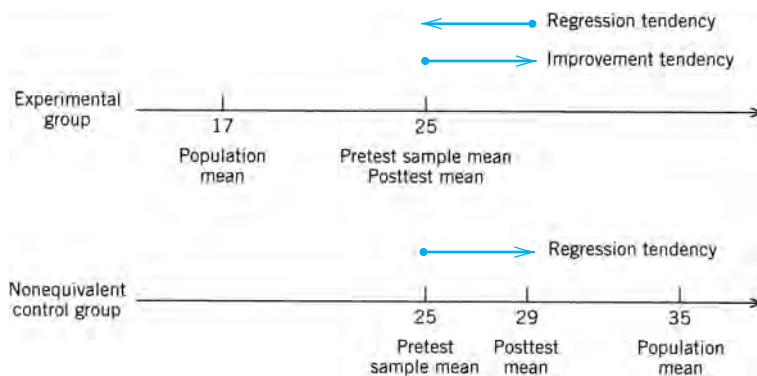 Regression tendency
Improvement tendency
Experimental
group
17
25
Population
mean
Pretest sample mean
Posttest mean
Regression tendency
Nonequivalent
control group
25
29
35
Pretest
sample mean
Posttest
mean
Population
mean